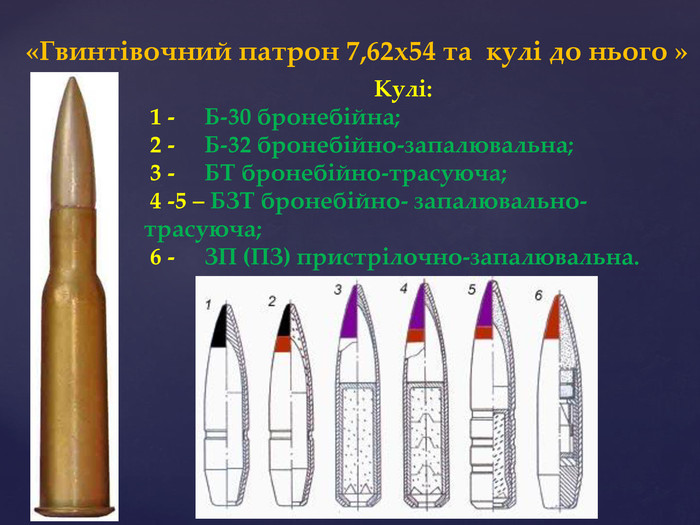 «Гвинтівочний патрон 7,62х54 та кулі до нього »
Кулі:
1 - Б-30 бронебійна;
2 - Б-32 бронебійно-запалювальна;
3 - БТ бронебійно-трасуюча;
4 -5 – БЗТ бронебійно- запалювально-
трасуюча;
6 - ЗП (ПЗ) пристрілочно-запалювальна.
1 2 3 4 5 6